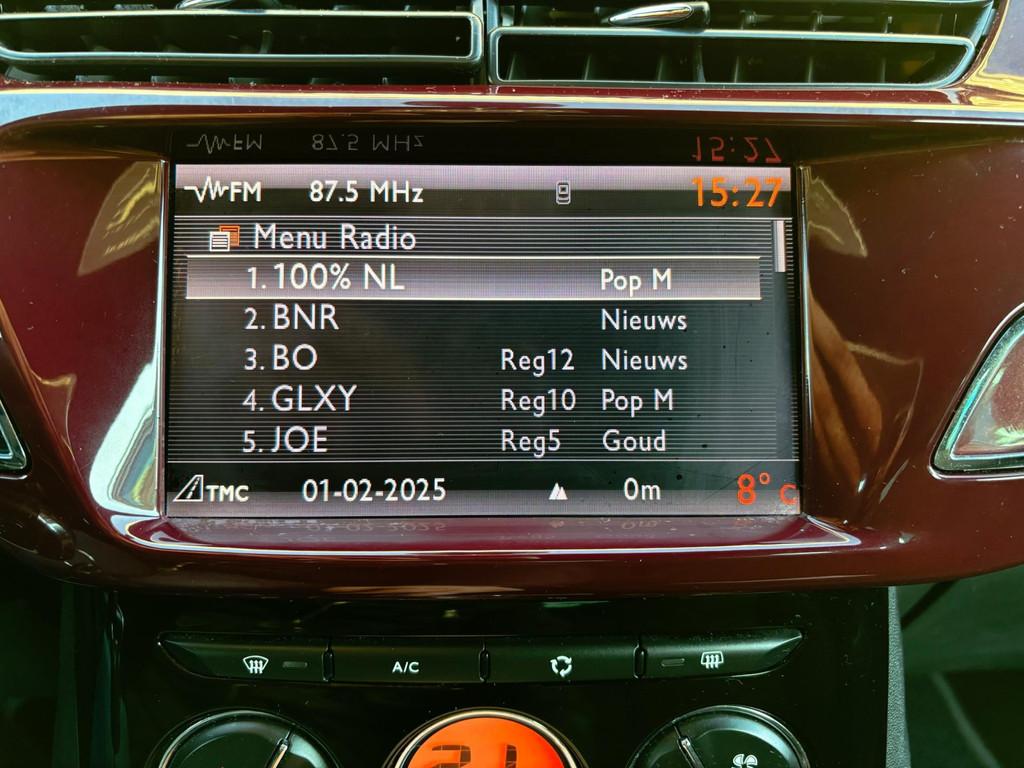 FM 87.5 MHz 15:27
Menu Radio
1. 100% NL Pop M
2. BNR Nieuws
3. BO Reg12 Nieuws
4. GLXY Reg10 Pop M
5. JOE Reg5 Goud
TMC 01-02-2025 0m 8° C
A/C